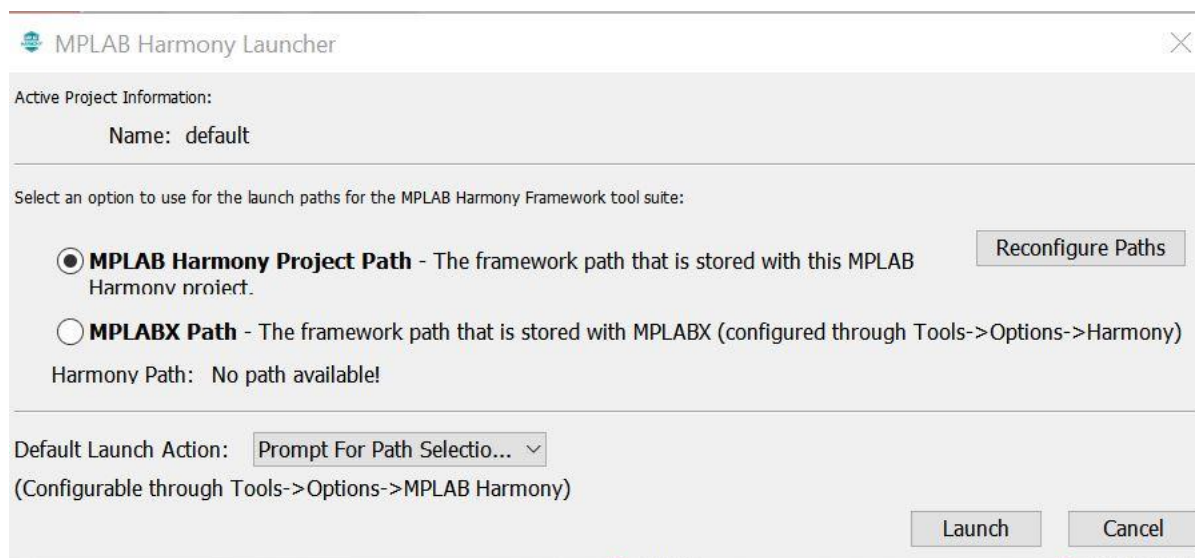 MPLAB Harmony Launcher
Active Project Information:
Name: default
Select an option to use for the launch paths for the MPLAB Harmony Framework tool suite:
MPLAB Harmony Project Path - The framework path that is stored with this MPLAB
Harmony project.
Reconfigure Paths
MPLABX Path - The framework path that is stored with MPLABX (configured through Tools->Options->Harmony)
Harmony Path: No path available!
Default Launch Action: Prompt For Path Selectio...
(Configurable through Tools->Options->MPLAB Harmony)
Launch Cancel